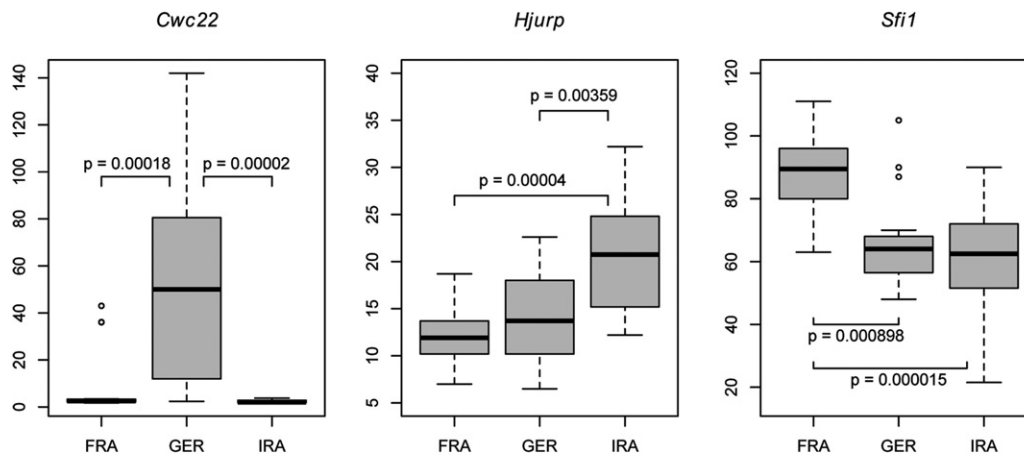 Cwc22
Hjurp
Sfi1
140
120
100
80
60
40
20
0
p = 0.00018
p = 0.00002
FRA
GER
IRA
40
35
30
25
20
15
10
5
p = 0.00359
p = 0.00004
FRA
GER
IRA
120
100
80
60
40
20
p = 0.000898
p = 0.000015
FRA
GER
IRA